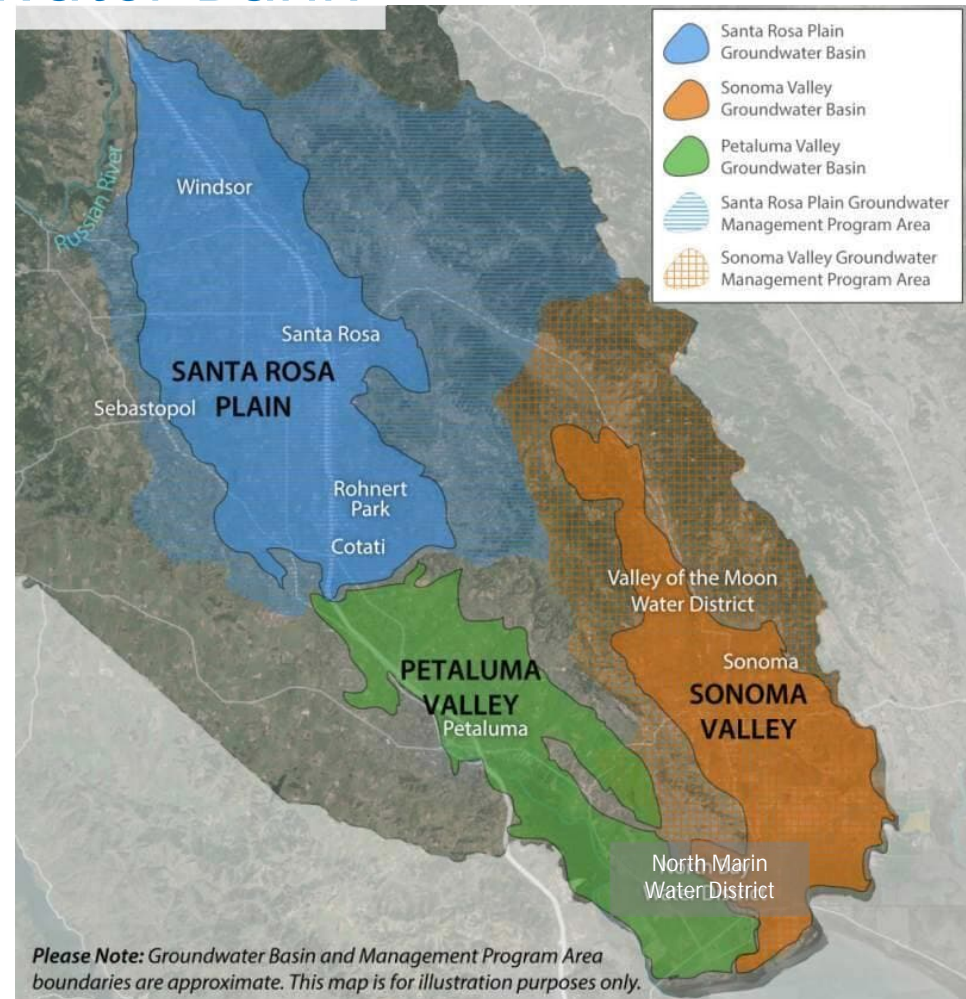 Santa Rosa Plain
Groundwater Basin
Sonoma Valley
Groundwater Basin
Petaluma Valley
Groundwater Basin
Santa Rosa Plain Groundwater
Management Program Area
Sonoma Valley Groundwater
Management Program Area
Russian River
Windsor
Santa Rosa
SANTA ROSA
PLAIN
Sebastopol
Rohnert
Park
Cotati
Valley of the Moon
Water District
Sonoma
SONOMA
VALLEY
PETALUMA
VALLEY
Petaluma
North Marin
Water District
Please Note: Groundwater Basin and Management Program Area
boundaries are approximate. This map is for illustration purposes only.